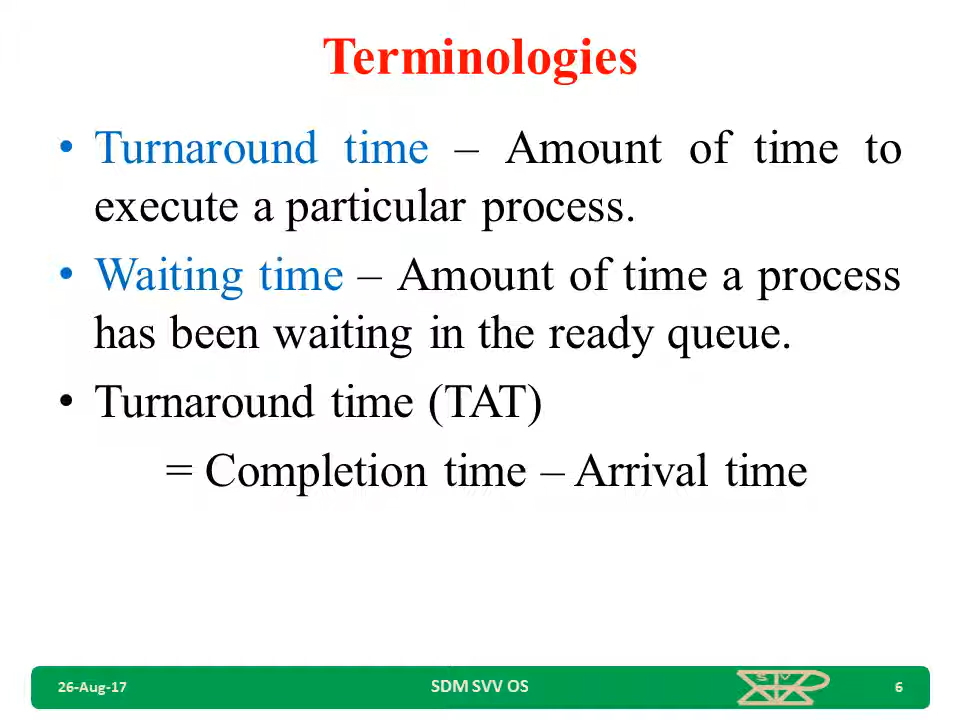 Terminologies
• Turnaround time – Amount of time to
execute a particular process.
• Waiting time – Amount of time a process
has been waiting in the ready queue.
• Turnaround time (TAT)
= Completion time – Arrival time
26-Aug-17
SDM SVV OS
S V
6